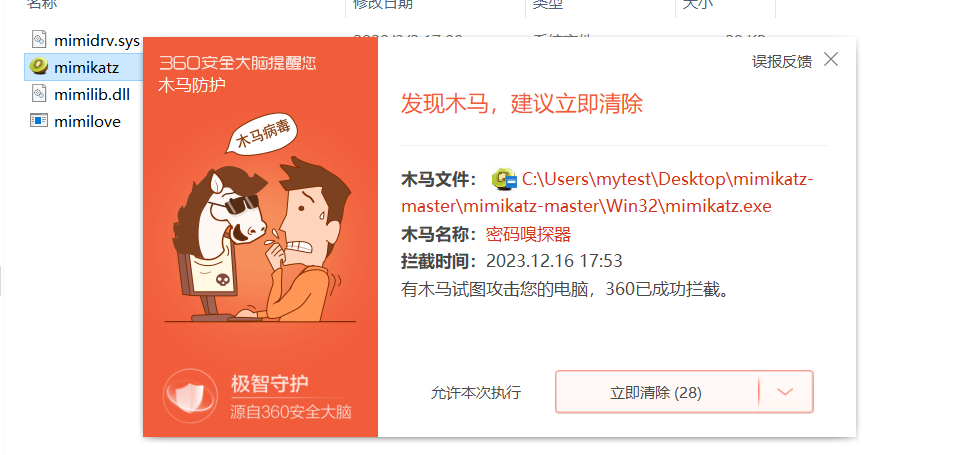 名称 修改日期 类型 大小
mimidrv.sys
mimikatz
mimilib.dll
mimilove
360安全大脑提醒您
木马防护
误报反馈
发现木马，建议立即清除
木马病毒
木马文件： C:\Users\mytest\Desktop\mimikatz-
master\mimikatz-master\Win32\mimikatz.exe
木马名称：密码嗅探器
拦截时间：2023.12.16 17:53
有木马试图攻击您的电脑，360已成功拦截。
极智守护
源自360安全大脑
允许本次执行
立即清除 (28)